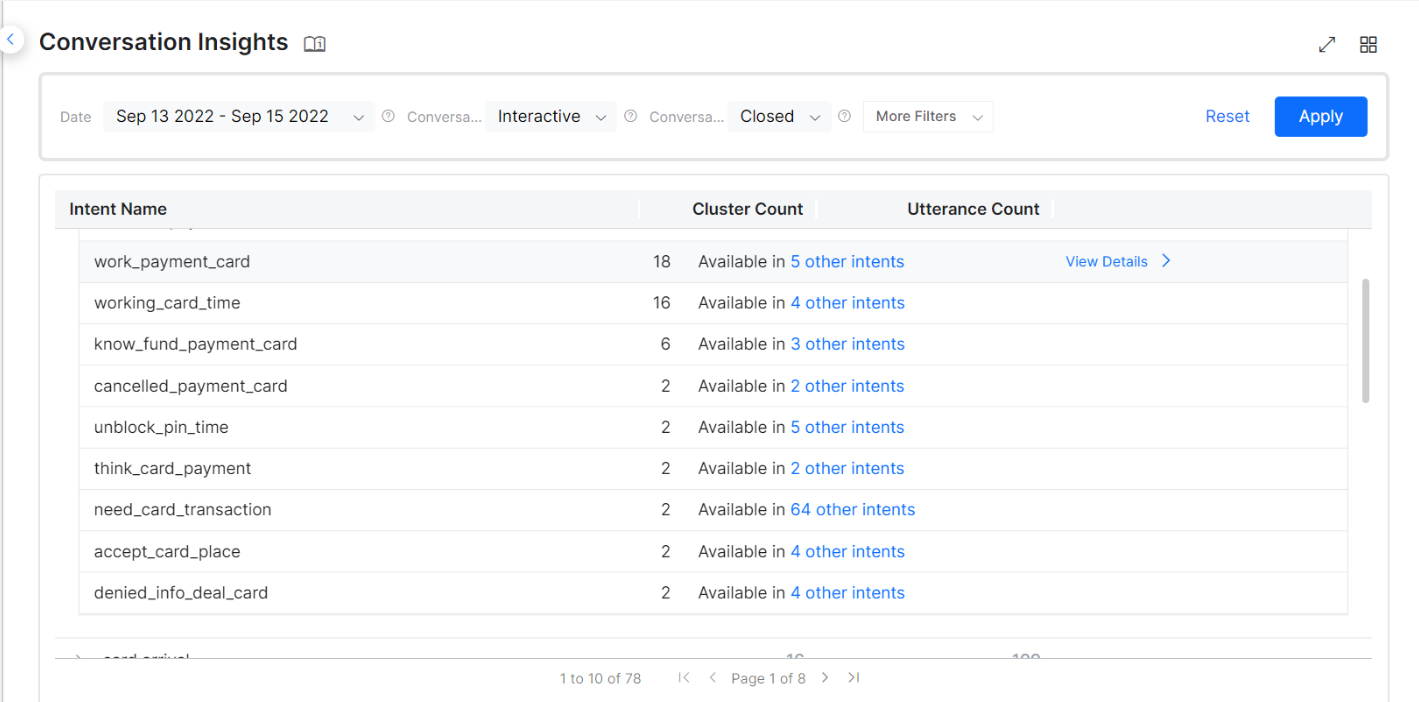 Conversation Insights
Date Sep 13 2022 - Sep 15 2022 Conversa... Interactive Conversa... Closed More Filters Reset Apply
Intent Name Cluster Count Utterance Count
work_payment_card 18 Available in 5 other intents View Details
working_card_time 16 Available in 4 other intents
know_fund_payment_card 6 Available in 3 other intents
cancelled_payment_card 2 Available in 2 other intents
unblock_pin_time 2 Available in 5 other intents
think_card_payment 2 Available in 2 other intents
need_card_transaction 2 Available in 64 other intents
accept_card_place 2 Available in 4 other intents
denied_info_deal_card 2 Available in 4 other intents
1 to 10 of 78 Page 1 of 8